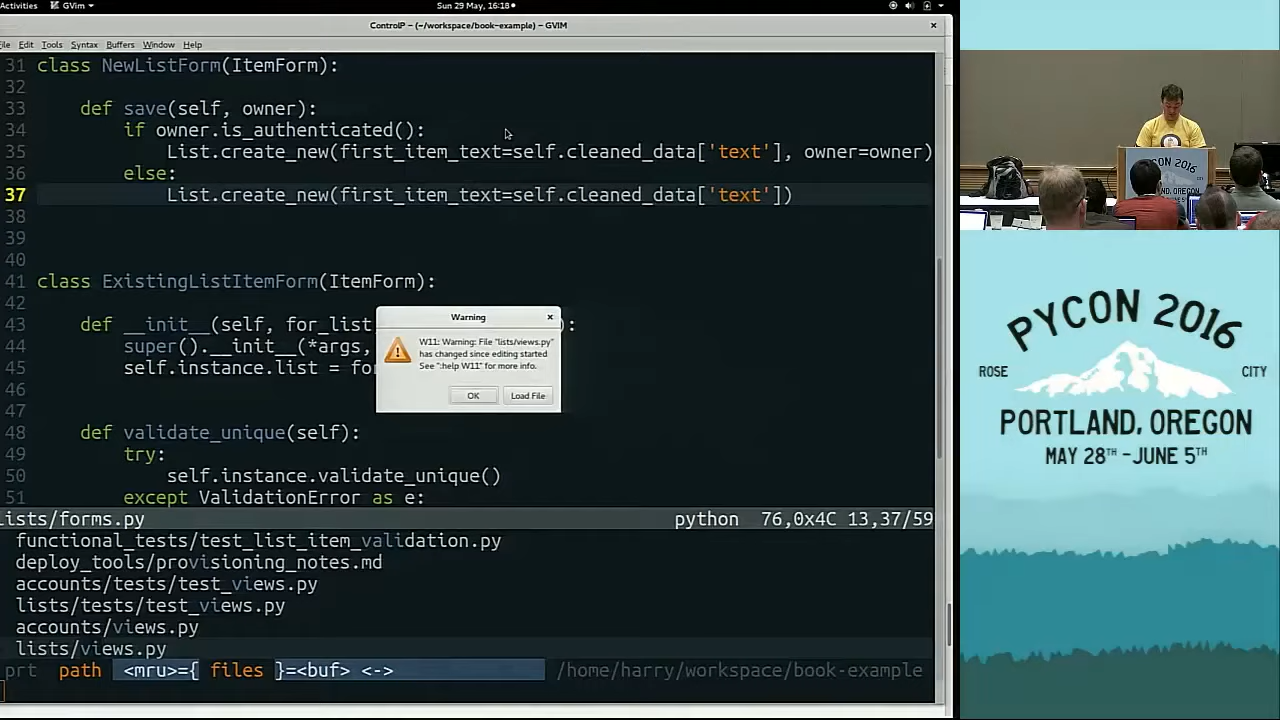 Activities GVim Sun 29 May, 16:18
ControlP – (~/workspace/book-example) – GVIM
File Edit Tools Syntax Buffers Window Help
31 class NewListForm(ItemForm):
32
33 def save(self, owner):
34 if owner.is_authenticated():
35 List.create_new(first_item_text=self.cleaned_data['text'], owner=owner)
36 else:
37 List.create_new(first_item_text=self.cleaned_data['text'])
38
39
40
41 class ExistingListItemForm(ItemForm):
42
43 def __init__(self, for_list ):
44 super().__init__(*args,
45 self.instance.list = fo
46
47
48 def validate_unique(self):
49 try:
50 self.instance.validate_unique()
51 except ValidationError as e:
Warning
W11: Warning: File "lists/views.py"
has changed since editing started
See ":help W11" for more info.
OK Load File
lists/forms.py python 76,0x4C 13,37/59
functional_tests/test_list_item_validation.py
deploy_tools/provisioning_notes.md
accounts/tests/test_views.py
lists/tests/test_views.py
accounts/views.py
lists/views.py
prt path <mru>={ files }=<buf> <-> /home/harry/workspace/book-example
PYCON 2016
PORTLAND, OREGON
PYCON 2016
ROSE CITY
PORTLAND, OREGON
MAY 28TH - JUNE 5TH